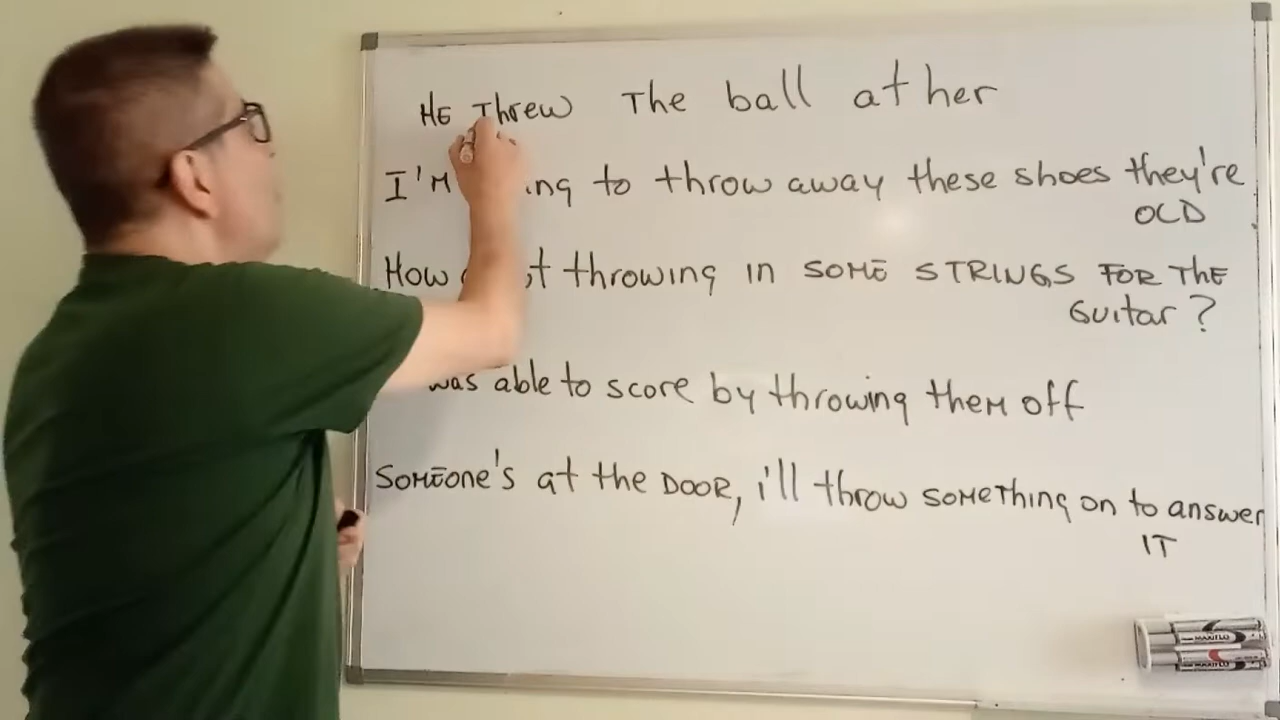 HE Threw The ball at her
I'M ing to throw away these shoes they're
OLD
How throwing in SOME STRINGS FOR The
Guitar ?
was able to score by throwing theM off
SOMEone's at the DOOR, i'll throw SOMEThing on to answer
IT
MAXIFLO
MAXIFLO